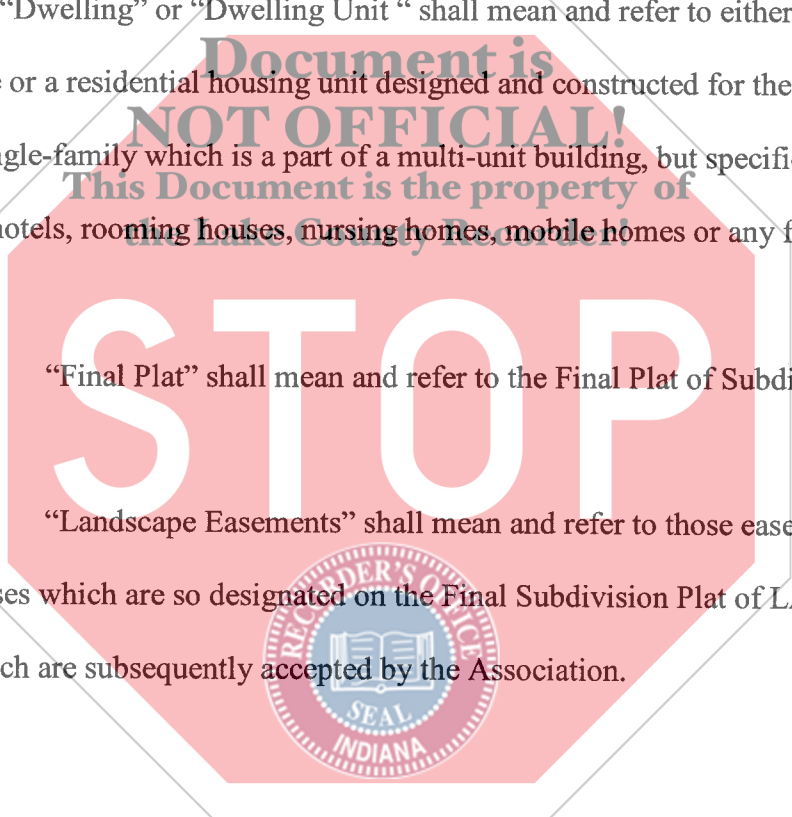 “Dwelling” or “Dwelling Unit “ shall mean and refer to either
Document is
or a residential housing unit designed and constructed for the
NOT OFFICIAL!
ngle-family which is a part of a multi-unit building, but specifi
This Document is the property of
hotels, rooming houses, nursing homes, mobile homes or any f
the Lake County Recorder!
STOP
“Final Plat” shall mean and refer to the Final Plat of Subdi
“Landscape Easements” shall mean and refer to those ease
ses which are so designated on the Final Subdivision Plat of LA
ch are subsequently accepted by the Association.
RECORDER’S OFFICE
SEAL
INDIANA